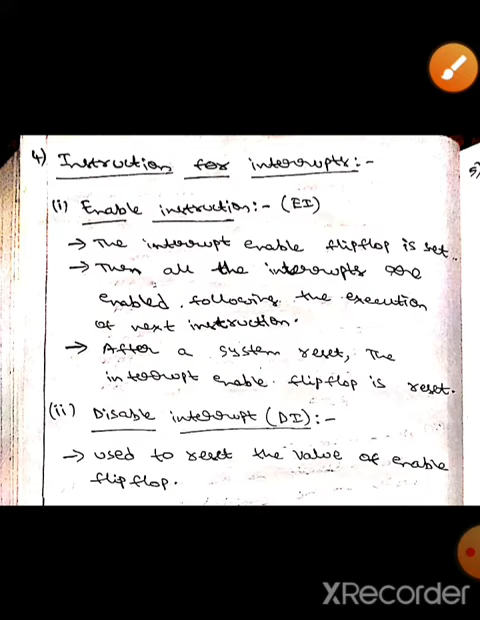 4) Instruction for interrupts:-
5)
(i) Enable instruction:- (EI)
→ The interrupt enable flipflop is set.
→ Then all the interrupts are
enabled, following the execution
of next instruction.
→ After a system reset, The
interrupt enable flipflop is reset.
(ii) Disable interrupt (DI):-
→ used to reset the value of enable
flipflop.
XRecorder